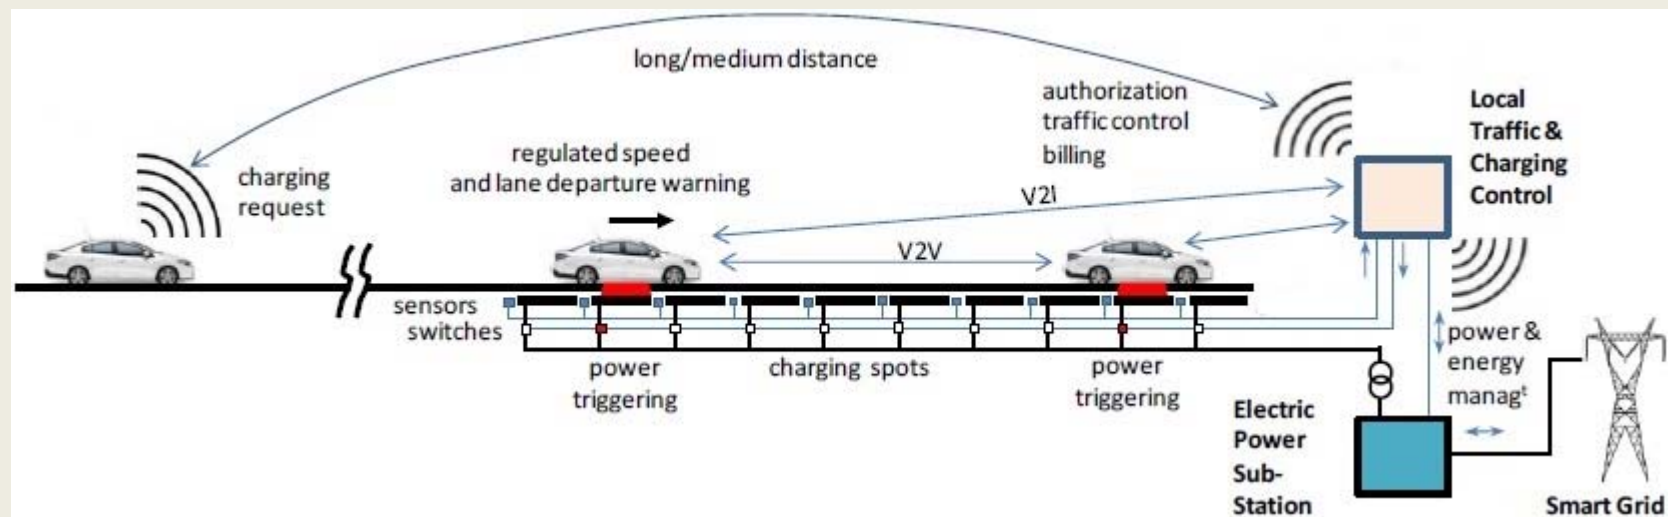 long/medium distance
authorization
traffic control
billing
Local
Traffic &
Charging
Control
regulated speed
and lane departure warning
charging
request
V2I
V2V
sensors
switches
power
triggering
charging spots
power
triggering
power &
energy
managᵗ
Electric
Power
Sub-
Station
Smart Grid